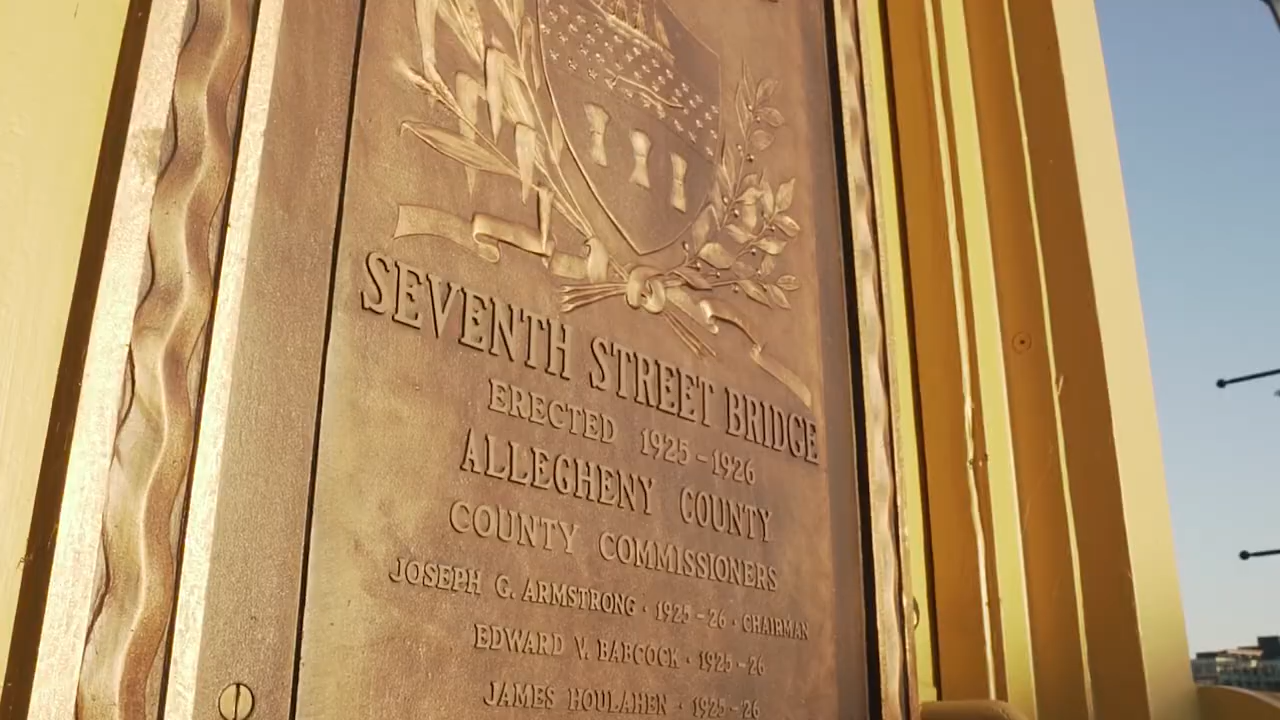 SEVENTH STREET BRIDGE
ERECTED 1925-1926
ALLEGHENY COUNTY
COUNTY COMMISSIONERS
JOSEPH G. ARMSTRONG · 1925-26 · CHAIRMAN
EDWARD V. BABCOCK · 1925-26
JAMES HOULAHEN · 1925-26